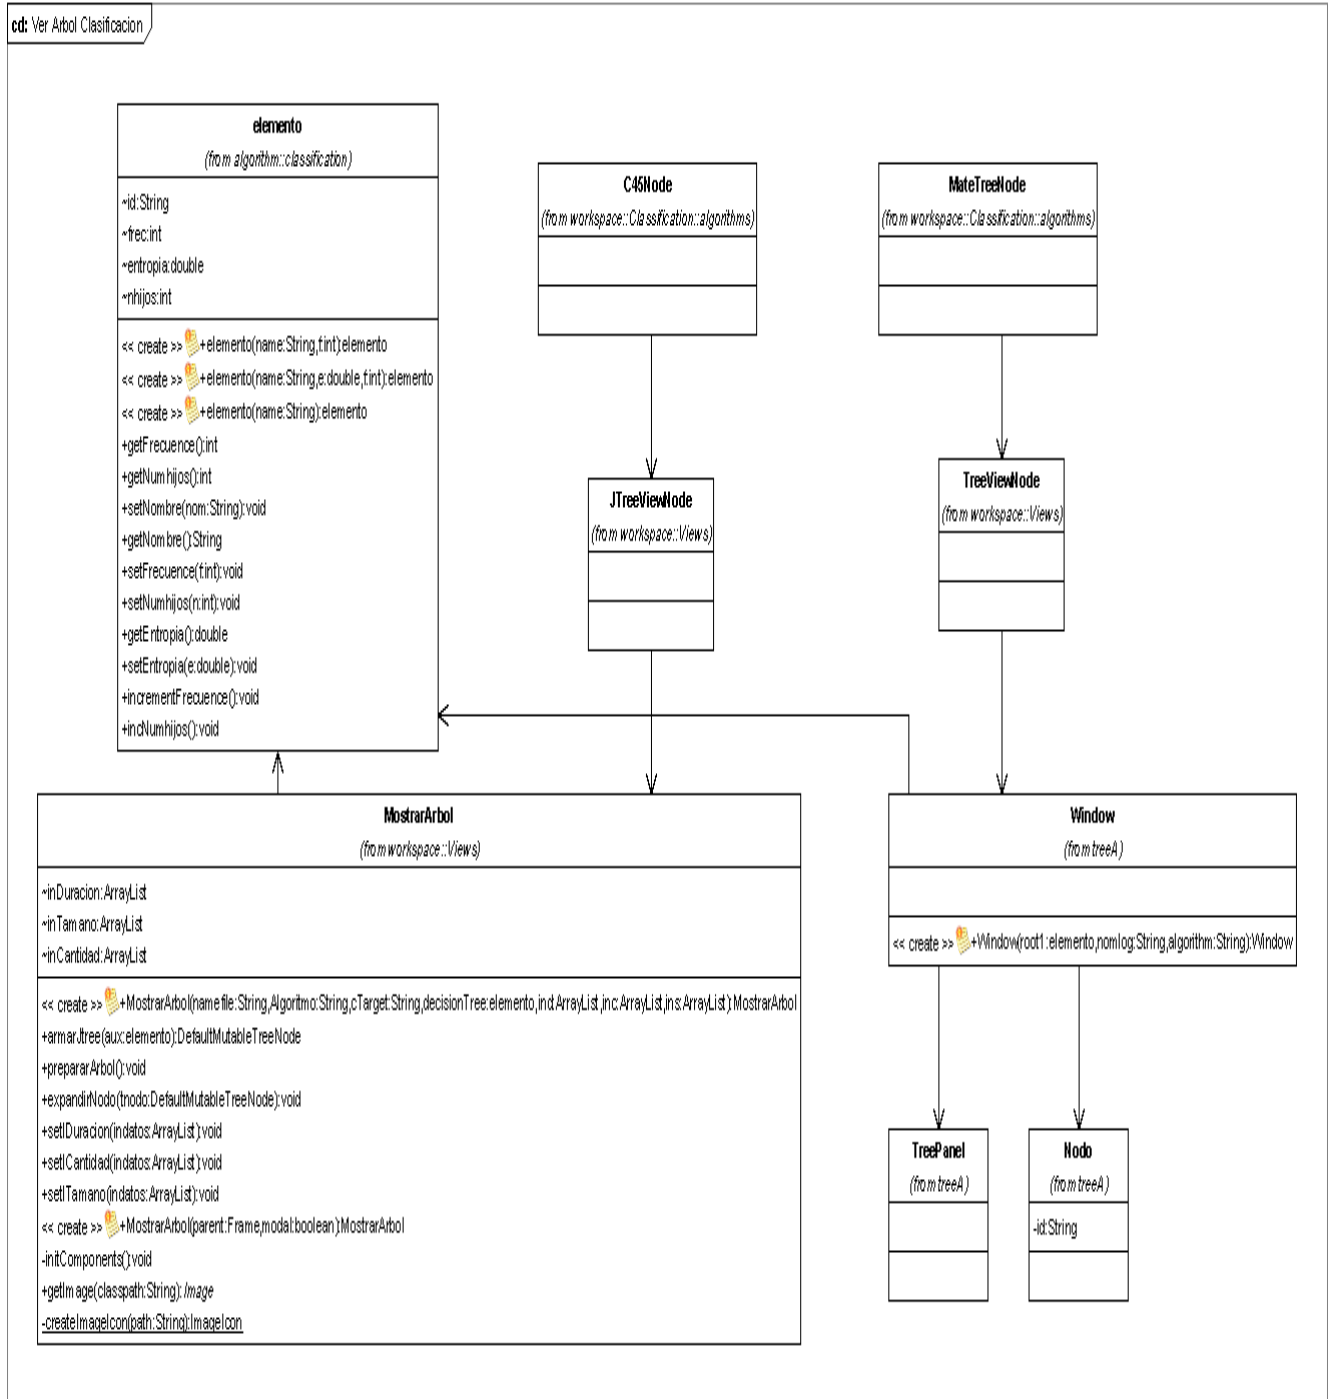 cd: Ver Arbol Clasificacion
elemento
(from algorithm::classification)
~id:String
~frec:int
~entropia:double
~nhijos:int
<< create >> +elemento(name:String,f:int):elemento
<< create >> +elemento(name:String,e:double,f:int):elemento
<< create >> +elemento(name:String):elemento
+getFrecuence():int
+getNumhijos():int
+setNombre(nom:String):void
+getNombre():String
+setFrecuence(f:int):void
+setNumhijos(n:int):void
+getEntropia():double
+setEntropia(e:double):void
+incrementFrecuence():void
+incNumhijos():void
C45Node
(from workspace::Classification::algorithms)
MateTreeNode
(from workspace::Classification::algorithms)
JTreeViewNode
(from workspace::Views)
TreeViewNode
(from workspace::Views)
MostrarArbol
(from workspace::Views)
~inDuracion:ArrayList
~inTamano:ArrayList
~inCantidad:ArrayList
<< create >> +MostrarArbol(namefile:String,Algoritmo:String,cTarget:String,decisionTree:elemento,ind:ArrayList,inc:ArrayList,ins:ArrayList):MostrarArbol
+armarJtree(aux:elemento):DefaultMutableTreeNode
+prepararArbol():void
+expandirNodo(tnodo:DefaultMutableTreeNode):void
+setIDuracion(indatos:ArrayList):void
+setICantidad(indatos:ArrayList):void
+setITamano(indatos:ArrayList):void
<< create >> +MostrarArbol(parent:Frame,modal:boolean):MostrarArbol
-initComponents():void
+getImage(classpath:String):Image
-createImageIcon(path:String):ImageIcon
Window
(from treeA)
<< create >> +Window(root1:elemento,nomlog:String,algorithm:String):Window
TreePanel
(from treeA)
Nodo
(from treeA)
-id:String